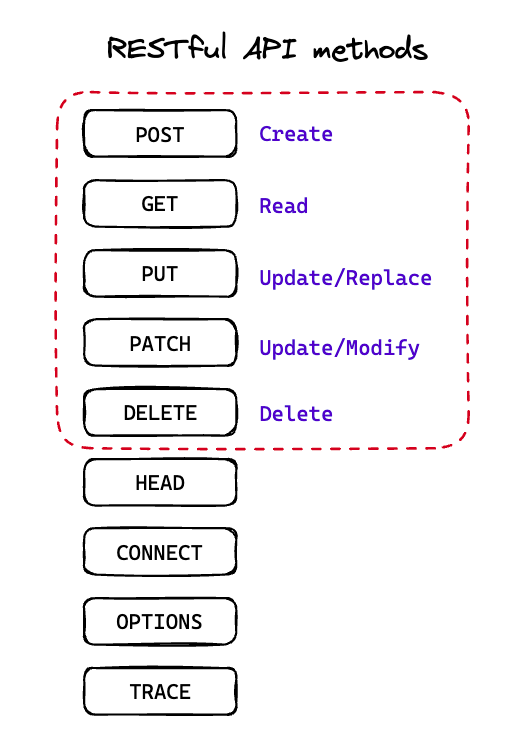 RESTful API methods
POST Create
GET Read
PUT Update/Replace
PATCH Update/Modify
DELETE Delete
HEAD
CONNECT
OPTIONS
TRACE